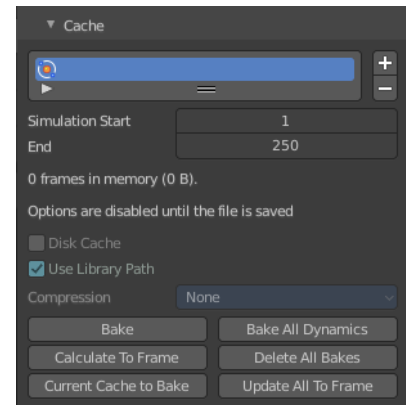 Cache
Simulation Start 1
End 250
0 frames in memory (0 B).
Options are disabled until the file is saved
Disk Cache
Use Library Path
Compression None
Bake Bake All Dynamics
Calculate To Frame Delete All Bakes
Current Cache to Bake Update All To Frame